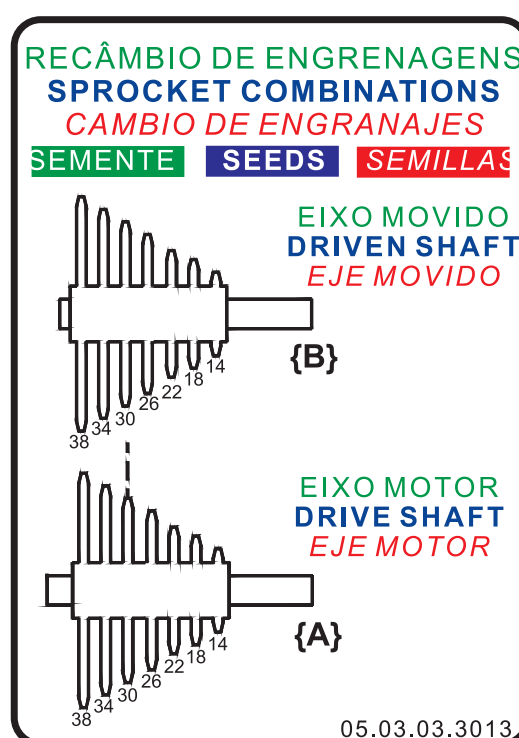 RECÂMBIO DE ENGRENAGENS
SPROCKET COMBINATIONS
CAMBIO DE ENGRANAJES
SEMENTE SEEDS SEMILLAS
EIXO MOVIDO
DRIVEN SHAFT
EJE MOVIDO
{B}
38 34 30 26 22 18 14
EIXO MOTOR
DRIVE SHAFT
EJE MOTOR
{A}
38 34 30 26 22 18 14
05.03.03.3013